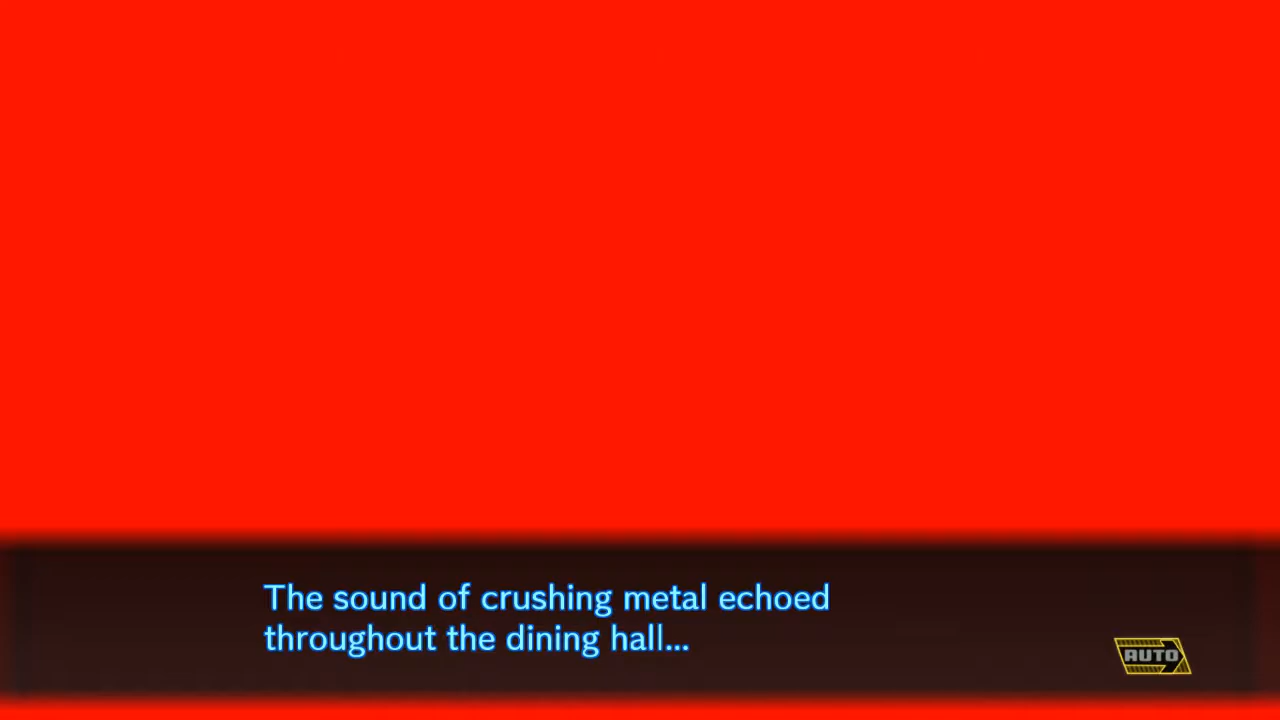 The sound of crushing metal echoed
throughout the dining hall...
AUTO